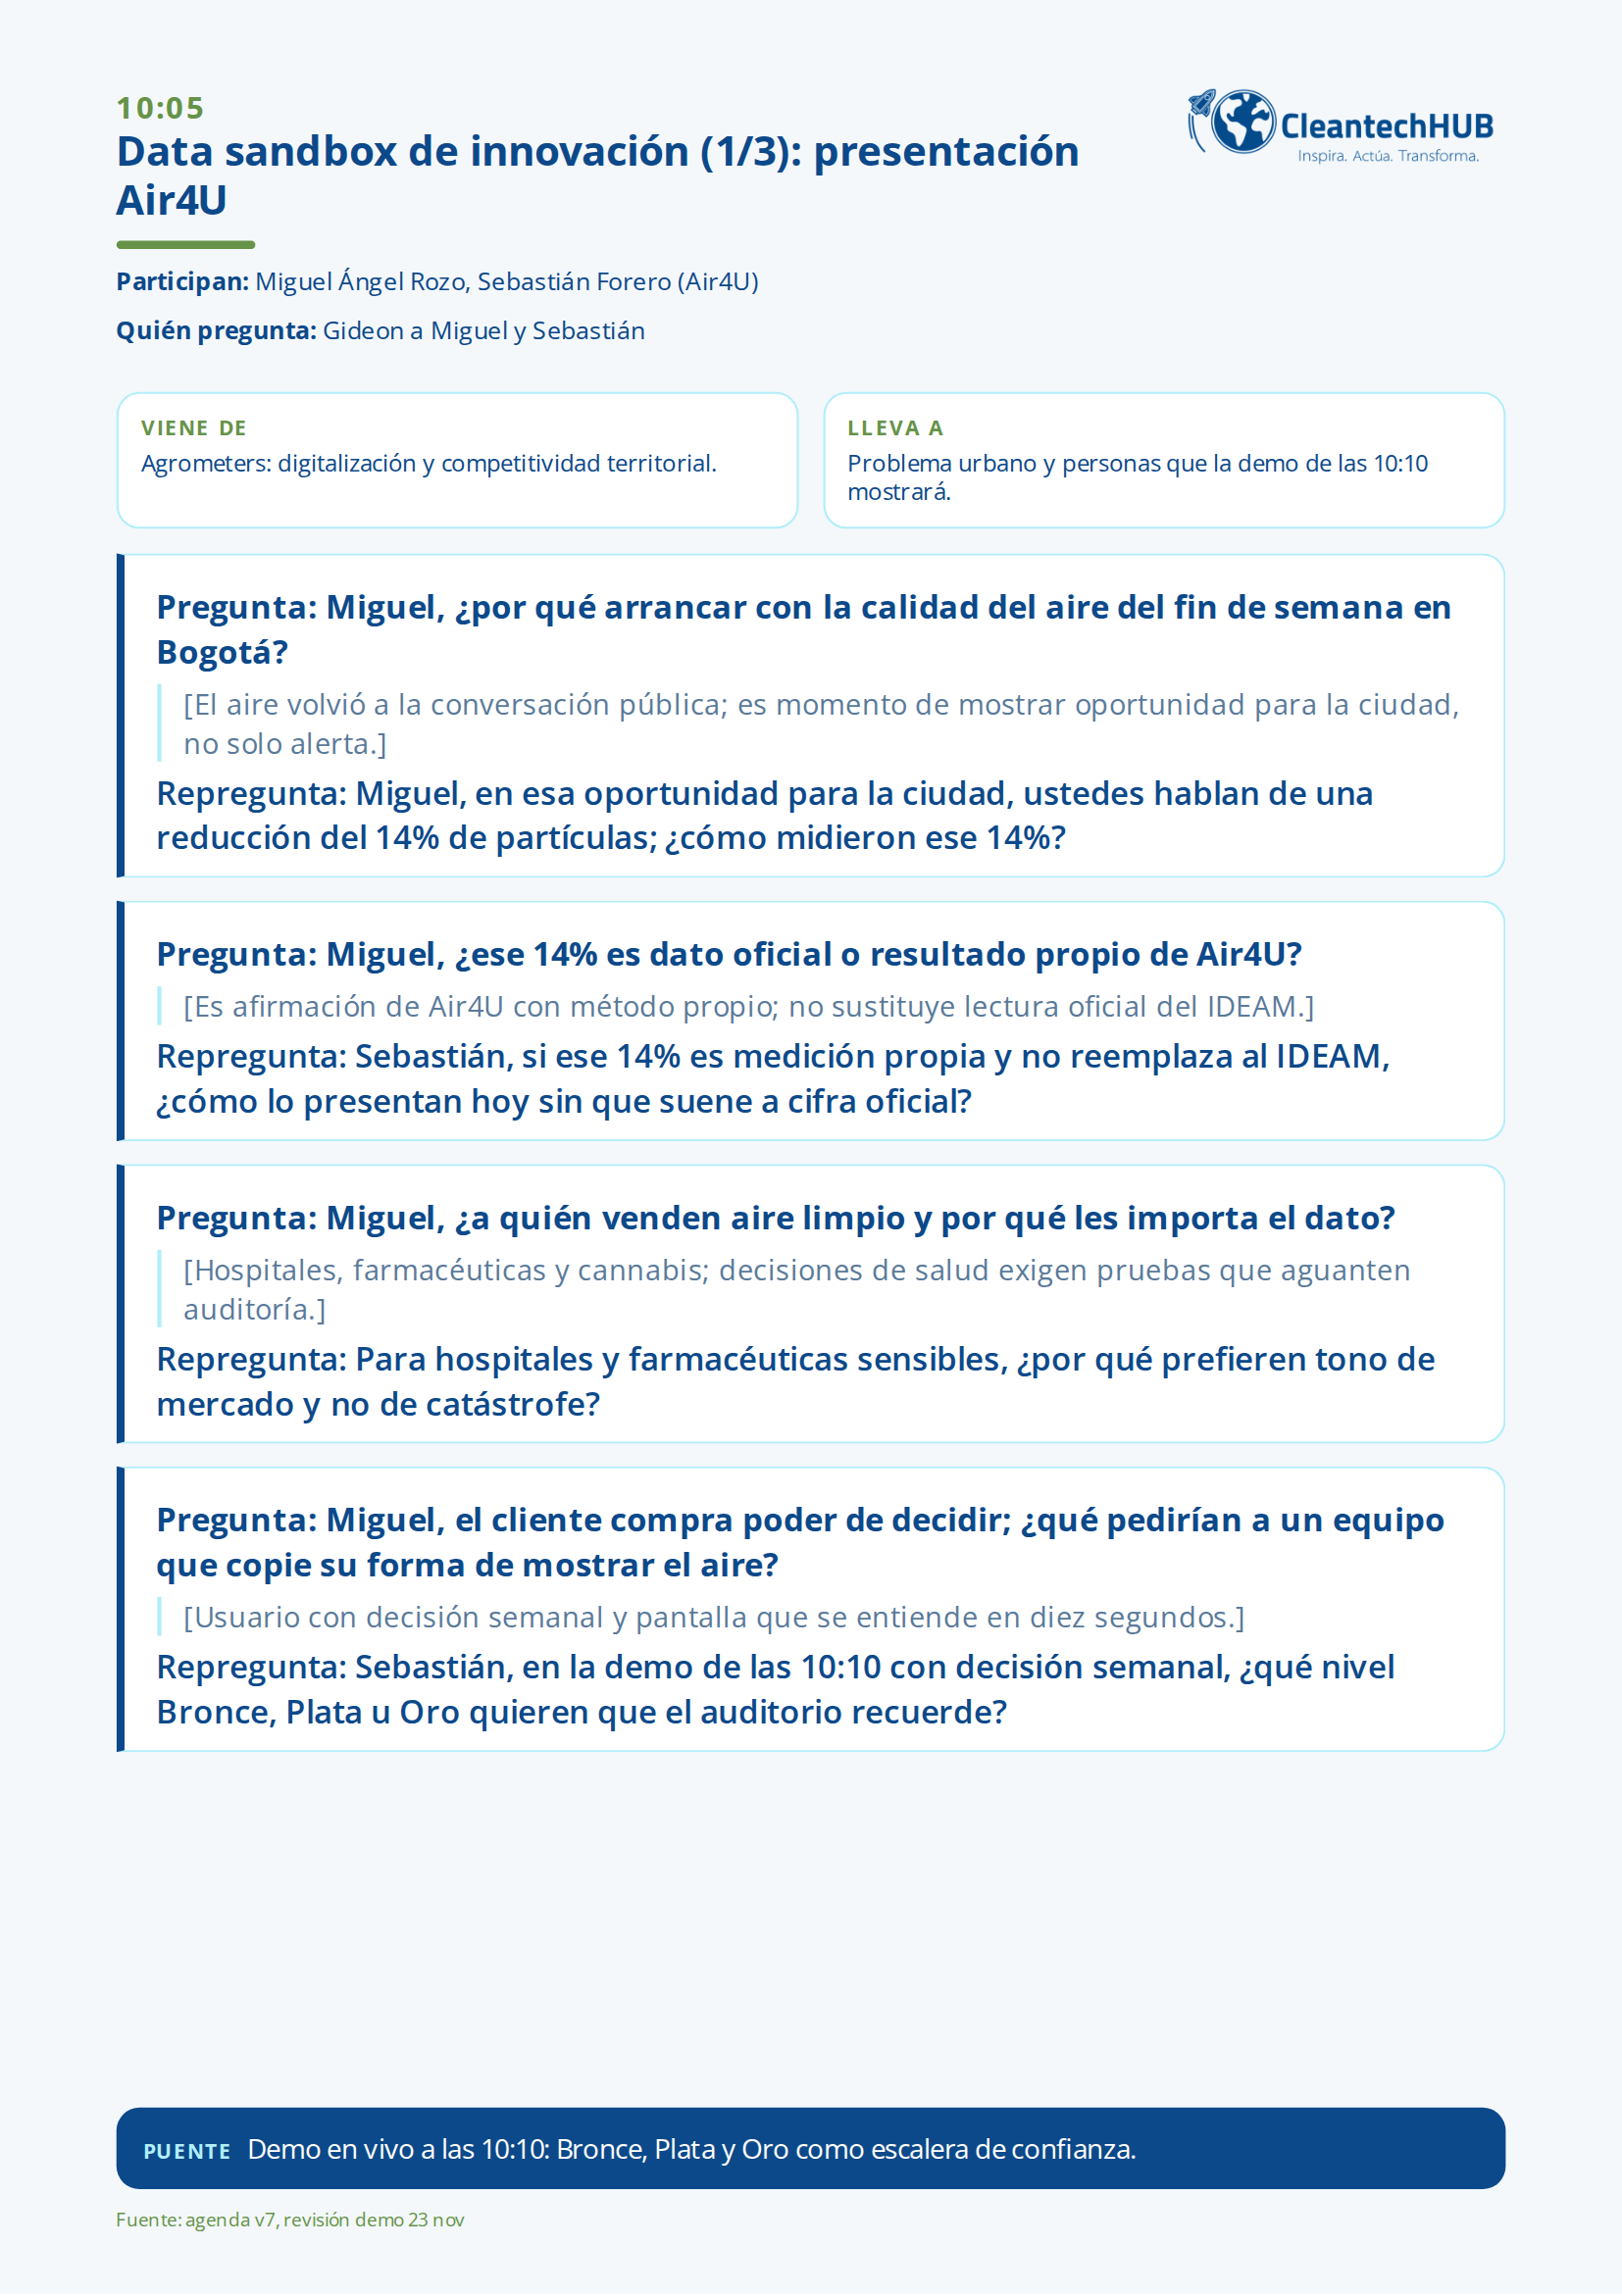 10:05
Data sandbox de innovación (1/3): presentación
Air4U
CleantechHUB
Inspira. Actúa. Transforma.
Participan: Miguel Ángel Rozo, Sebastián Forero (Air4U)
Quién pregunta: Gideon a Miguel y Sebastián
VIENE DE
Agrometers: digitalización y competitividad territorial.
LLEVA A
Problema urbano y personas que la demo de las 10:10
mostrará.
Pregunta: Miguel, ¿por qué arrancar con la calidad del aire del fin de semana en
Bogotá?
[El aire volvió a la conversación pública; es momento de mostrar oportunidad para la ciudad,
no solo alerta.]
Repregunta: Miguel, en esa oportunidad para la ciudad, ustedes hablan de una
reducción del 14% de partículas; ¿cómo midieron ese 14%?
Pregunta: Miguel, ¿ese 14% es dato oficial o resultado propio de Air4U?
[Es afirmación de Air4U con método propio; no sustituye lectura oficial del IDEAM.]
Repregunta: Sebastián, si ese 14% es medición propia y no reemplaza al IDEAM,
¿cómo lo presentan hoy sin que suene a cifra oficial?
Pregunta: Miguel, ¿a quién venden aire limpio y por qué les importa el dato?
[Hospitales, farmacéuticas y cannabis; decisiones de salud exigen pruebas que aguanten
auditoría.]
Repregunta: Para hospitales y farmacéuticas sensibles, ¿por qué prefieren tono de
mercado y no de catástrofe?
Pregunta: Miguel, el cliente compra poder de decidir; ¿qué pedirían a un equipo
que copie su forma de mostrar el aire?
[Usuario con decisión semanal y pantalla que se entiende en diez segundos.]
Repregunta: Sebastián, en la demo de las 10:10 con decisión semanal, ¿qué nivel
Bronce, Plata u Oro quieren que el auditorio recuerde?
PUENTE Demo en vivo a las 10:10: Bronce, Plata y Oro como escalera de confianza.
Fuente: agenda v7, revisión demo 23 nov